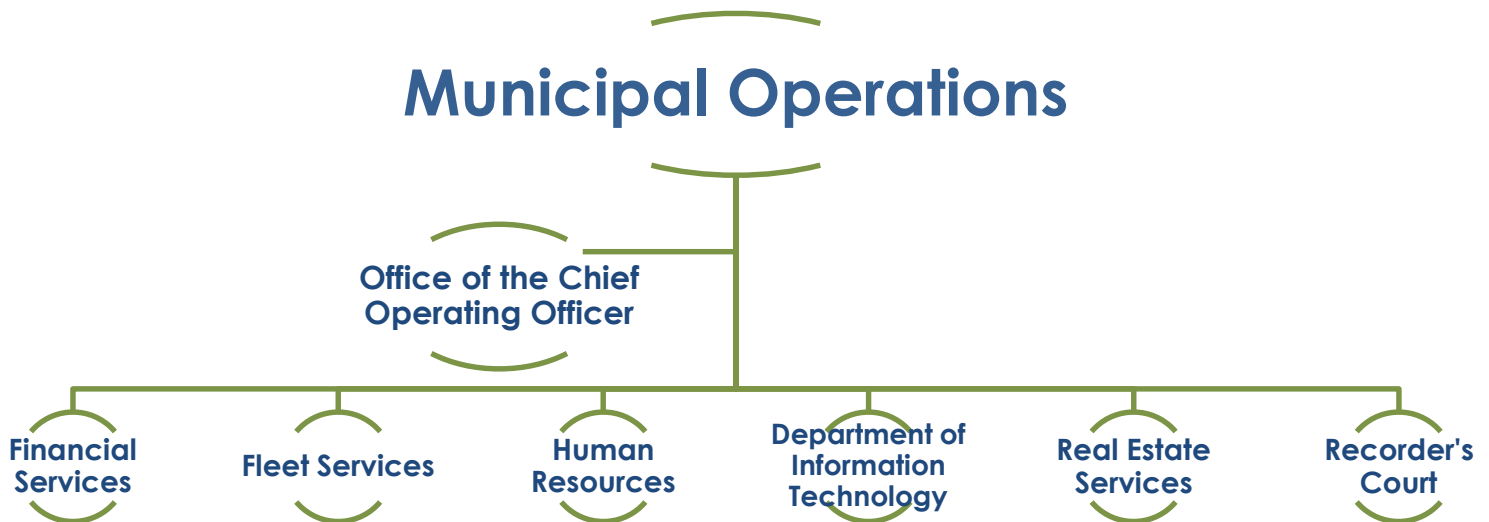 Municipal Operations
Office of the Chief
Operating Officer
Financial
Services
Fleet Services
Human
Resources
Department of
Information
Technology
Real Estate
Services
Recorder's
Court